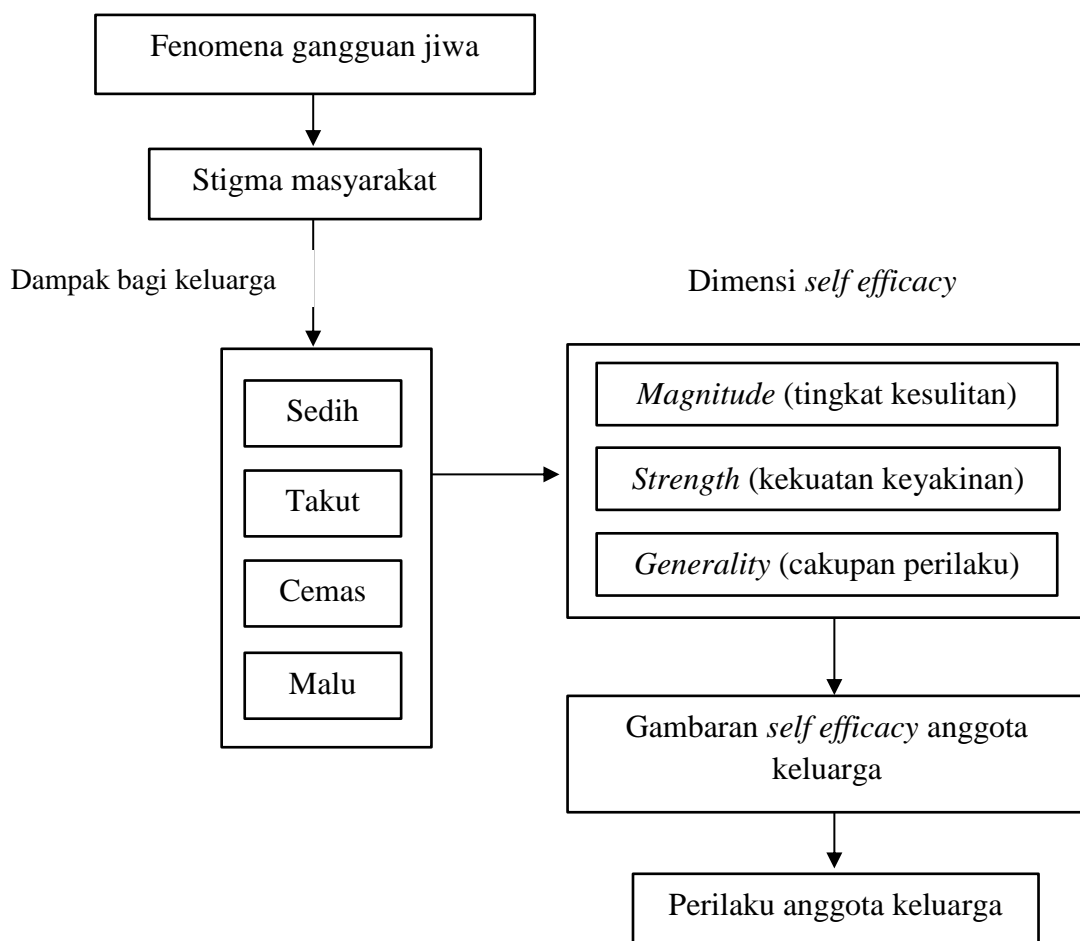 Fenomena gangguan jiwa
Stigma masyarakat
Dampak bagi keluarga
Sedih
Takut
Cemas
Malu
Dimensi self efficacy
Magnitude (tingkat kesulitan)
Strength (kekuatan keyakinan)
Generality (cakupan perilaku)
Gambaran self efficacy anggota
keluarga
Perilaku anggota keluarga